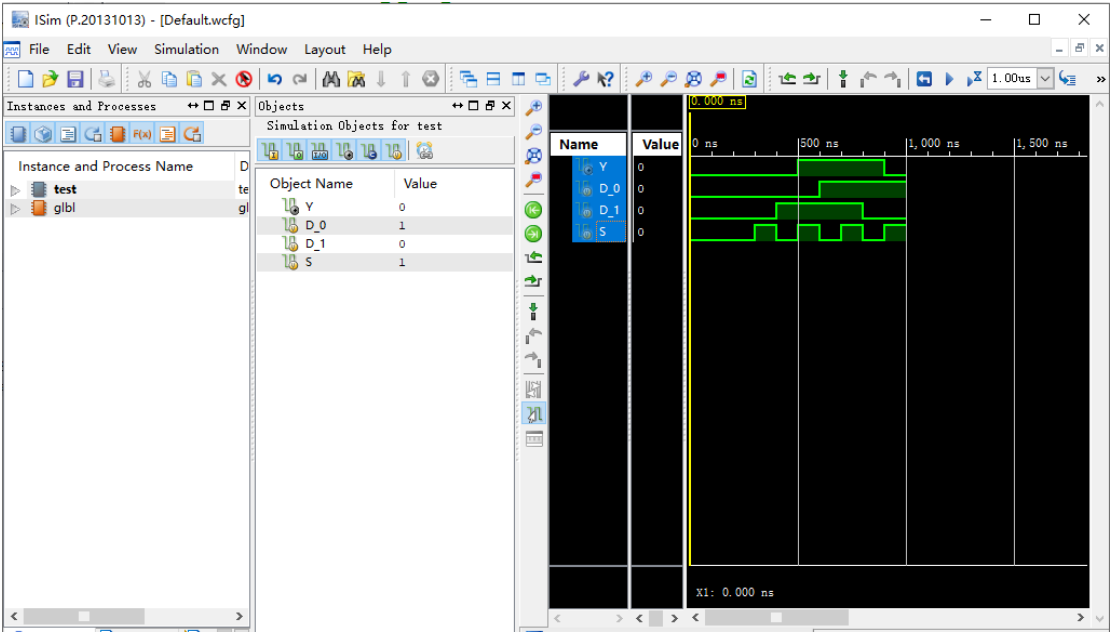 ISim (P.20131013) - [Default.wcfg]
File Edit View Simulation Window Layout Help
1.00us
Instances and Processes
Objects
Simulation Objects for test
Instance and Process Name D
test te
glbl gl
Object Name Value
Y 0
D_0 1
D_1 0
S 1
0.000 ns
Name Value
0 ns 500 ns 1,000 ns 1,500 ns
Y 0
D_0 0
D_1 0
S 0
X1: 0.000 ns